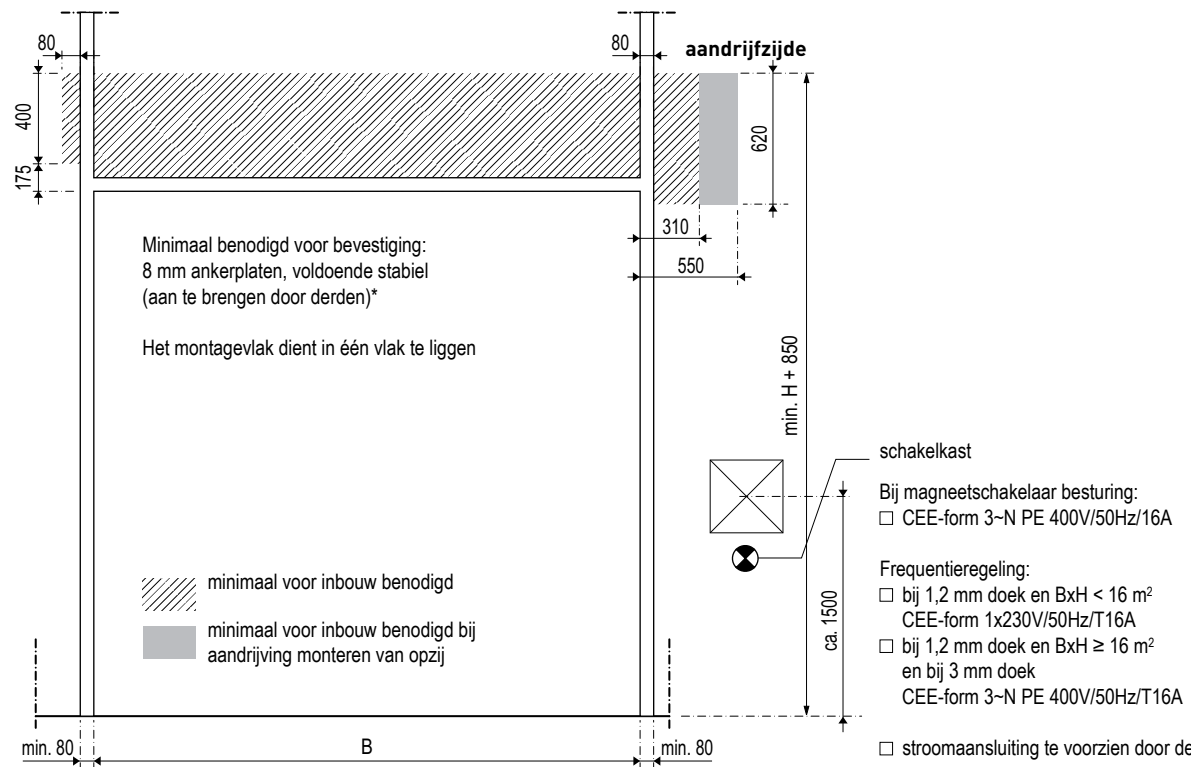 80
80
aandrijfzijde
400
175
620
310
550
Minimaal benodigd voor bevestiging:
8 mm ankerplaten, voldoende stabiel
(aan te brengen door derden)*
Het montagevlak dient in één vlak te liggen
min. H + 850
schakelkast
Bij magneetschakelaar besturing:
□ CEE-form 3~N PE 400V/50Hz/16A
Frequentieregeling:
□ bij 1,2 mm doek en BxH < 16 m²
CEE-form 1x230V/50Hz/T16A
□ bij 1,2 mm doek en BxH ≥ 16 m²
en bij 3 mm doek
CEE-form 3~N PE 400V/50Hz/T16A
ca. 1500
minimaal voor inbouw benodigd
minimaal voor inbouw benodigd bij
aandrijving monteren van opzij
□ stroomaansluiting te voorzien door
min. 80
B
min. 80